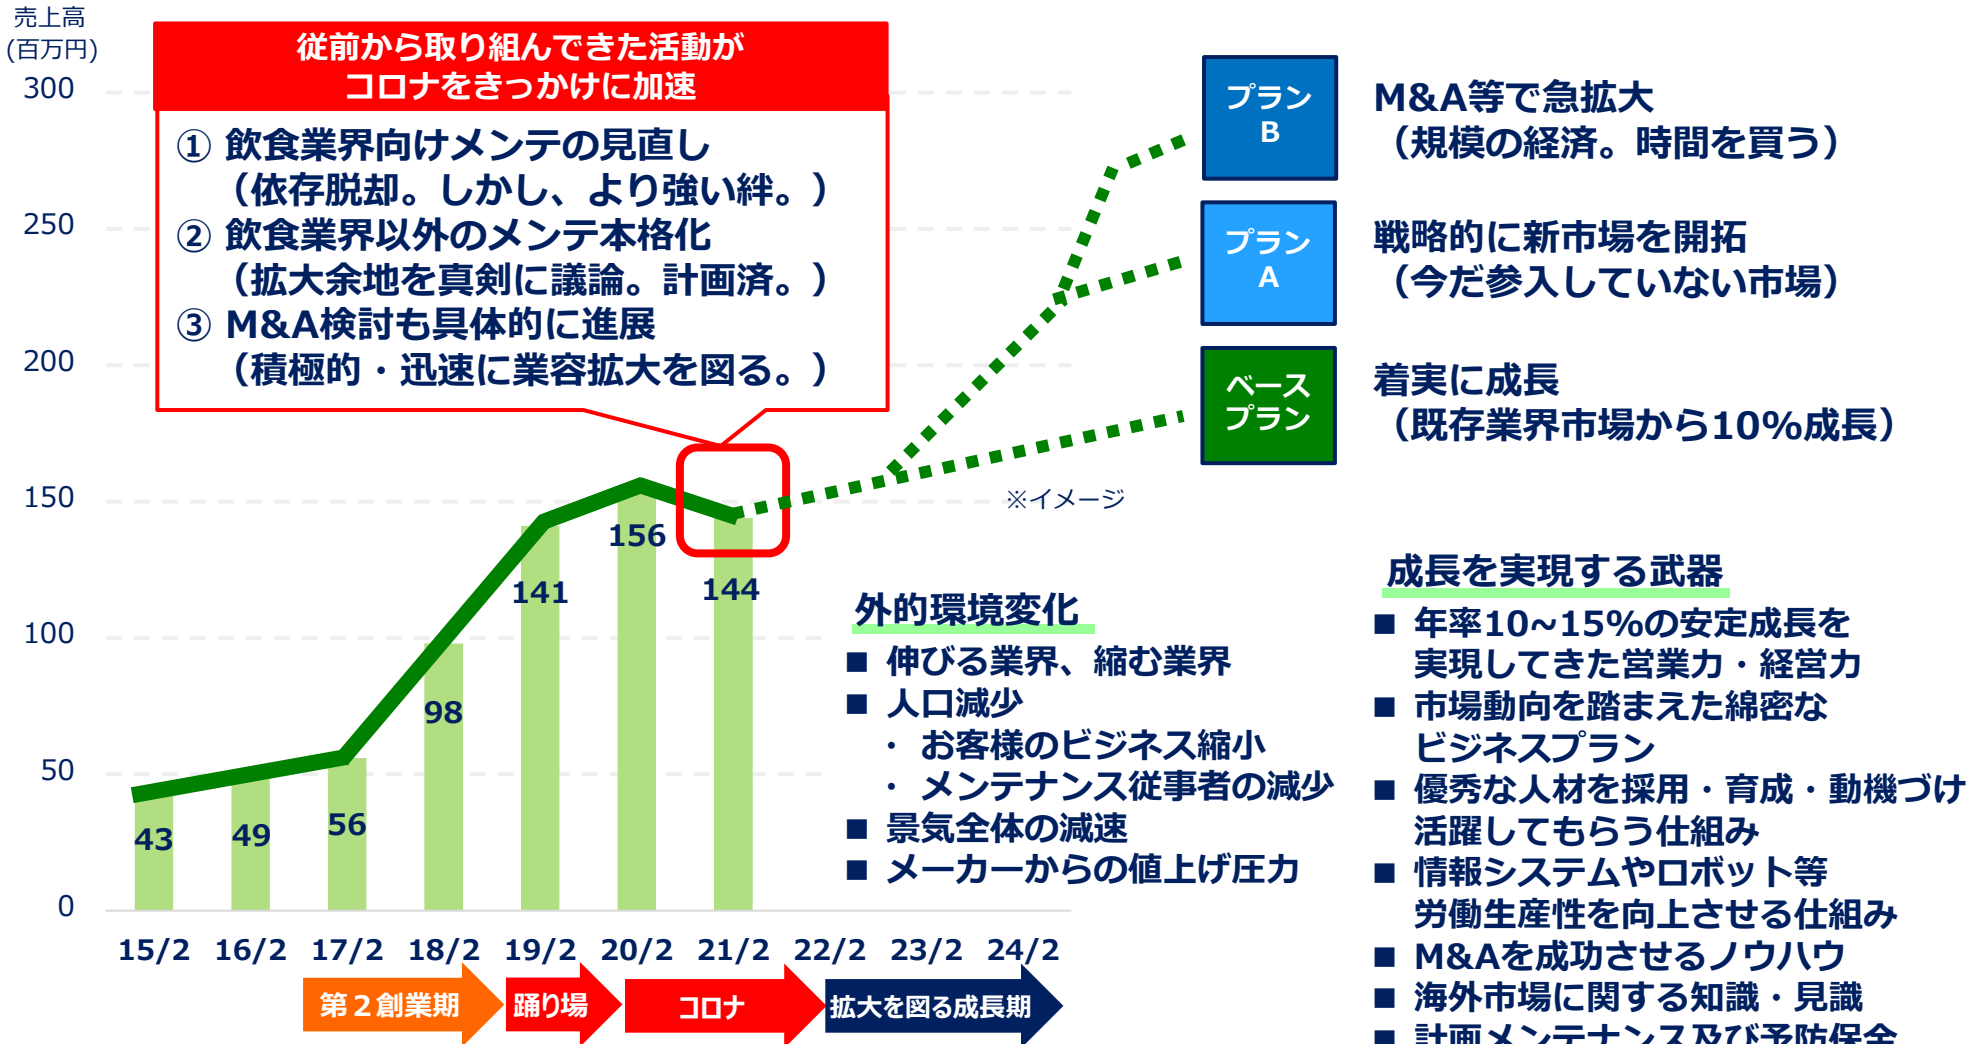 売上高
(百万円)
300
250
200
150
100
50
0
従前から取り組んできた活動が
コロナをきっかけに加速
① 飲食業界向けメンテの見直し
（依存脱却。しかし、より強い絆。）
② 飲食業界以外のメンテ本格化
（拡大余地を真剣に議論。計画済。）
③ M&A検討も具体的に進展
（積極的・迅速に業容拡大を図る。）
プラン
B
M&A等で急拡大
（規模の経済。時間を買う）
プラン
A
戦略的に新市場を開拓
（今だ参入していない市場）
ベース
プラン
着実に成長
（既存業界市場から10%成長）
※イメージ
43
49
56
98
141
156
144
15/2
16/2
17/2
18/2
19/2
20/2
21/2
22/2
23/2
24/2
第２創業期
踊り場
コロナ
拡大を図る成長期
外的環境変化
■ 伸びる業界、縮む業界
■ 人口減少
・ お客様のビジネス縮小
・ メンテナンス従事者の減少
■ 景気全体の減速
■ メーカーからの値上げ圧力
成長を実現する武器
■ 年率10~15%の安定成長を
実現してきた営業力・経営力
■ 市場動向を踏まえた綿密な
ビジネスプラン
■ 優秀な人材を採用・育成・動機づけ
活躍してもらう仕組み
■ 情報システムやロボット等
労働生産性を向上させる仕組み
■ M&Aを成功させるノウハウ
■ 海外市場に関する知識・見識
■ 計画メンテナンス及び予防保全